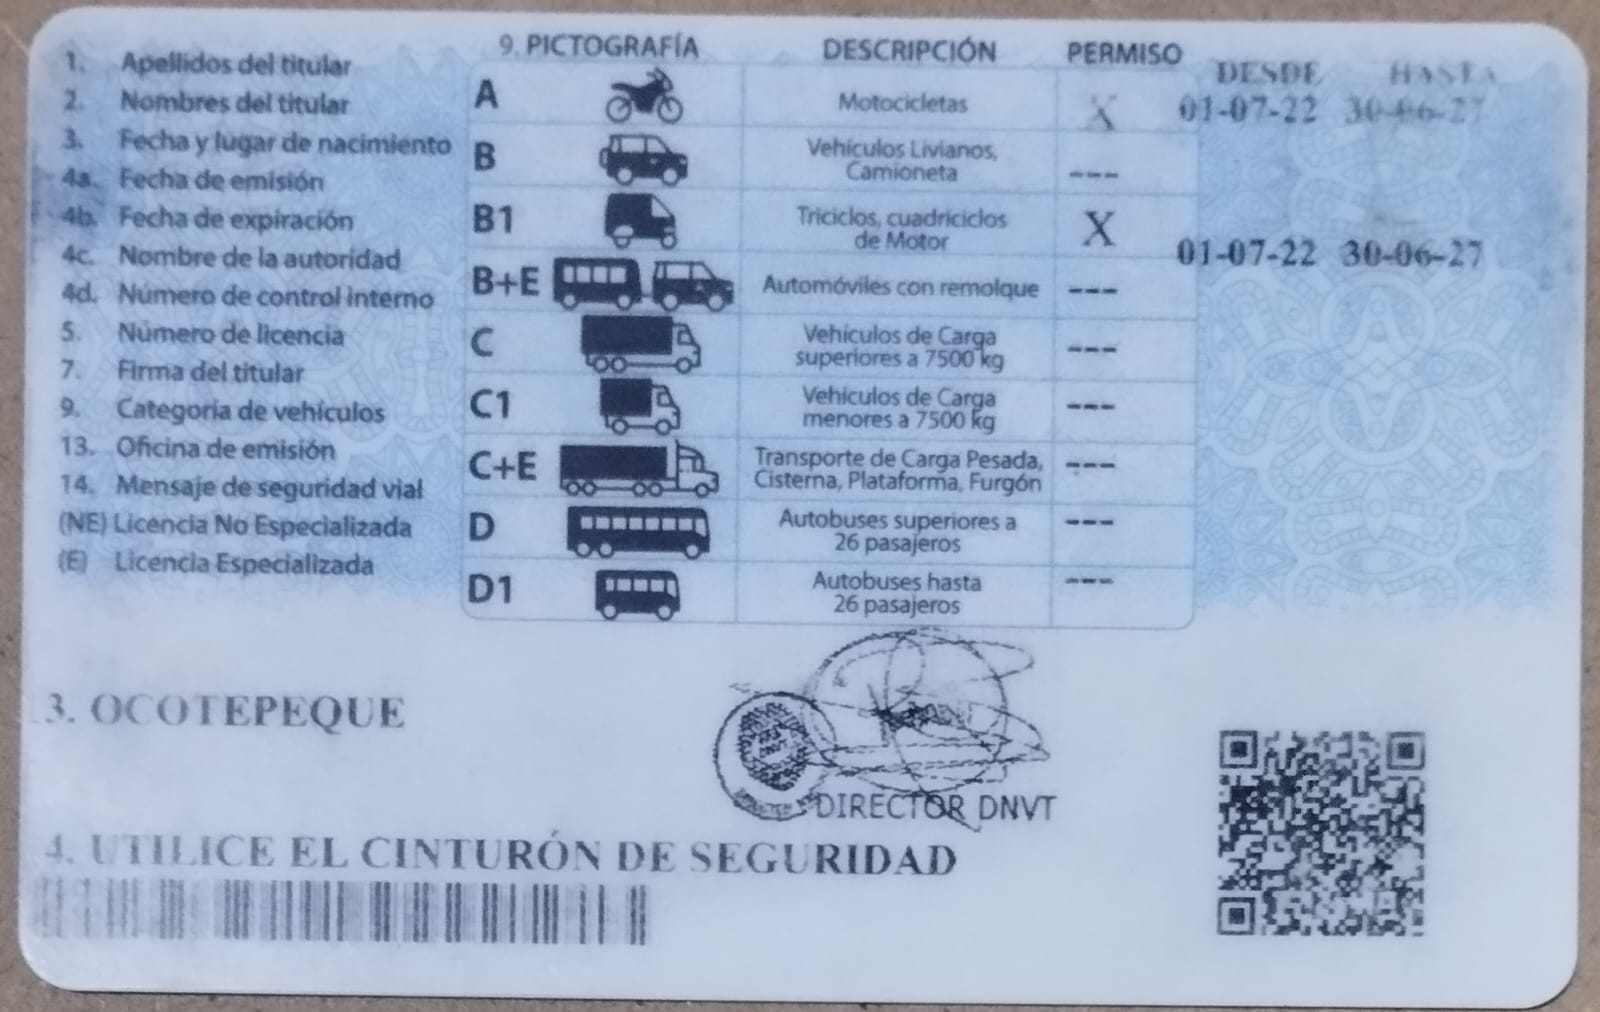 1. Apellidos del titular
2. Nombres del titular
3. Fecha y lugar de nacimiento
4a. Fecha de emisión
4b. Fecha de expiración
4c. Nombre de la autoridad
4d. Número de control interno
5. Número de licencia
7. Firma del titular
9. Categoria de vehículos
13. Oficina de emisión
14. Mensaje de seguridad vial
(NE) Licencia No Especializada
(E) Licencia Especializada
9. PICTOGRAFÍA DESCRIPCIÓN PERMISO DESDE HASTA
A Motocicletas X 01-07-22 30-06-27
B Vehículos Livianos,
Camioneta ---
B1 Triciclos, cuadriciclos
de Motor X 01-07-22 30-06-27
B+E Automóviles con remolque ---
C Vehículos de Carga
superiores a 7500 kg ---
C1 Vehículos de Carga
menores a 7500 kg ---
C+E Transporte de Carga Pesada,
Cisterna, Plataforma, Furgón ---
D Autobuses superiores a
26 pasajeros ---
D1 Autobuses hasta
26 pasajeros ---
3. OCOTEPEQUE
DIRECTOR DNVT
4. UTILICE EL CINTURÓN DE SEGURIDAD